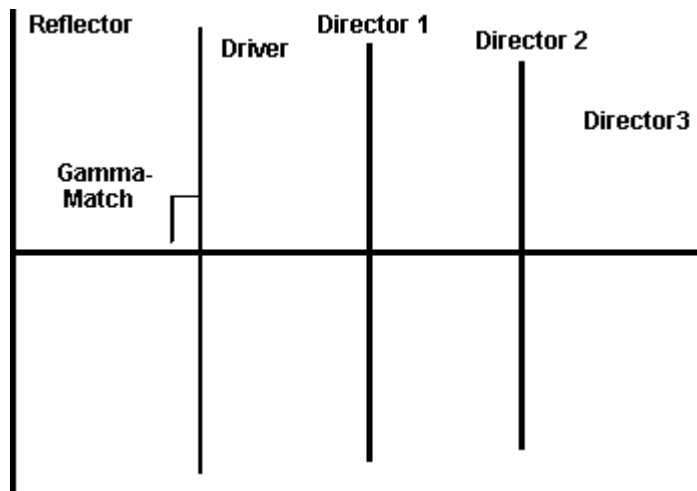 Reflector
Driver
Director 1
Director 2
Director3
Gamma-
Match